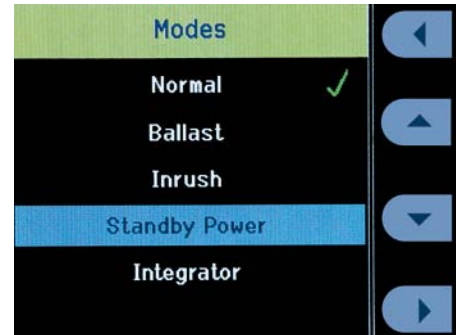 Modes
Normal
Ballast
Inrush
Standby Power
Integrator